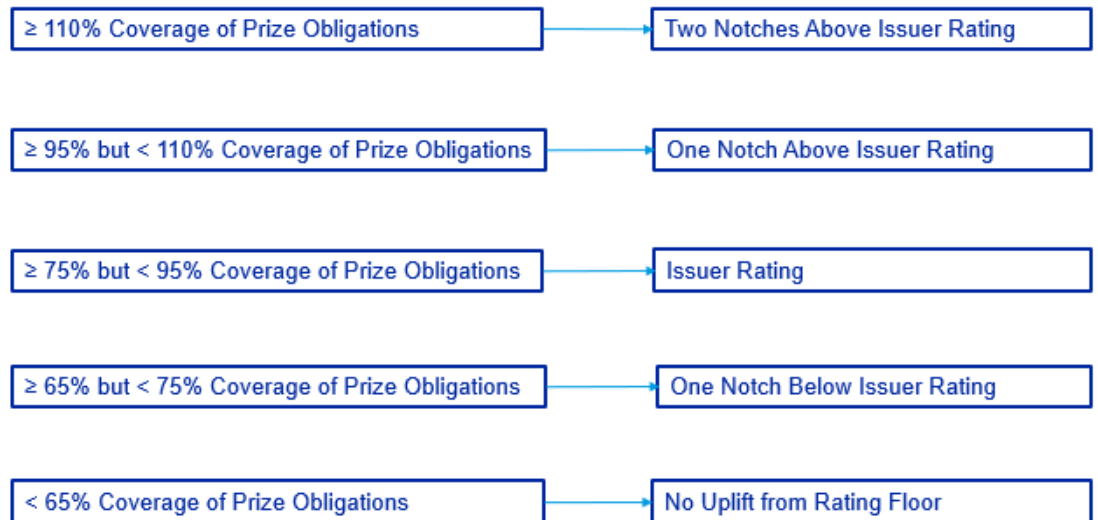 ≥ 110% Coverage of Prize Obligations
Two Notches Above Issuer Rating
≥ 95% but < 110% Coverage of Prize Obligations
One Notch Above Issuer Rating
≥ 75% but < 95% Coverage of Prize Obligations
Issuer Rating
≥ 65% but < 75% Coverage of Prize Obligations
One Notch Below Issuer Rating
< 65% Coverage of Prize Obligations
No Uplift from Rating Floor